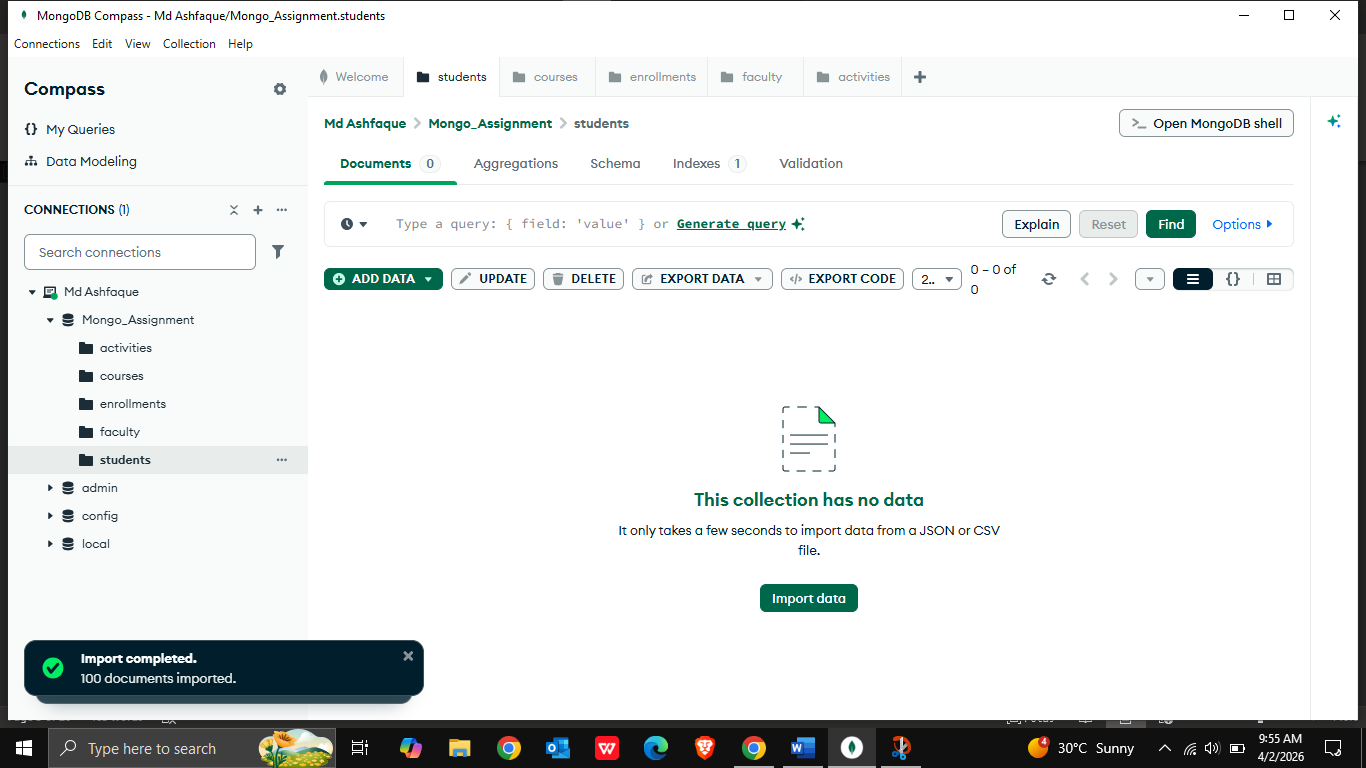 MongoDB Compass - Md Ashfaque/Mongo_Assignment.students
Connections Edit View Collection Help
Compass
My Queries
Data Modeling
CONNECTIONS (1)
Search connections
Md Ashfaque
Mongo_Assignment
activities
courses
enrollments
faculty
students
admin
config
local
Welcome students courses enrollments faculty activities
Md Ashfaque > Mongo_Assignment > students
>_ Open MongoDB shell
Documents 0 Aggregations Schema Indexes 1 Validation
Type a query: { field: 'value' } or Generate query
Explain Reset Find Options
ADD DATA UPDATE DELETE EXPORT DATA EXPORT CODE 2..
0 – 0 of
0
This collection has no data
It only takes a few seconds to import data from a JSON or CSV
file.
Import data
Import completed.
100 documents imported.
Type here to search
4
30°C Sunny
9:55 AM
4/2/2026